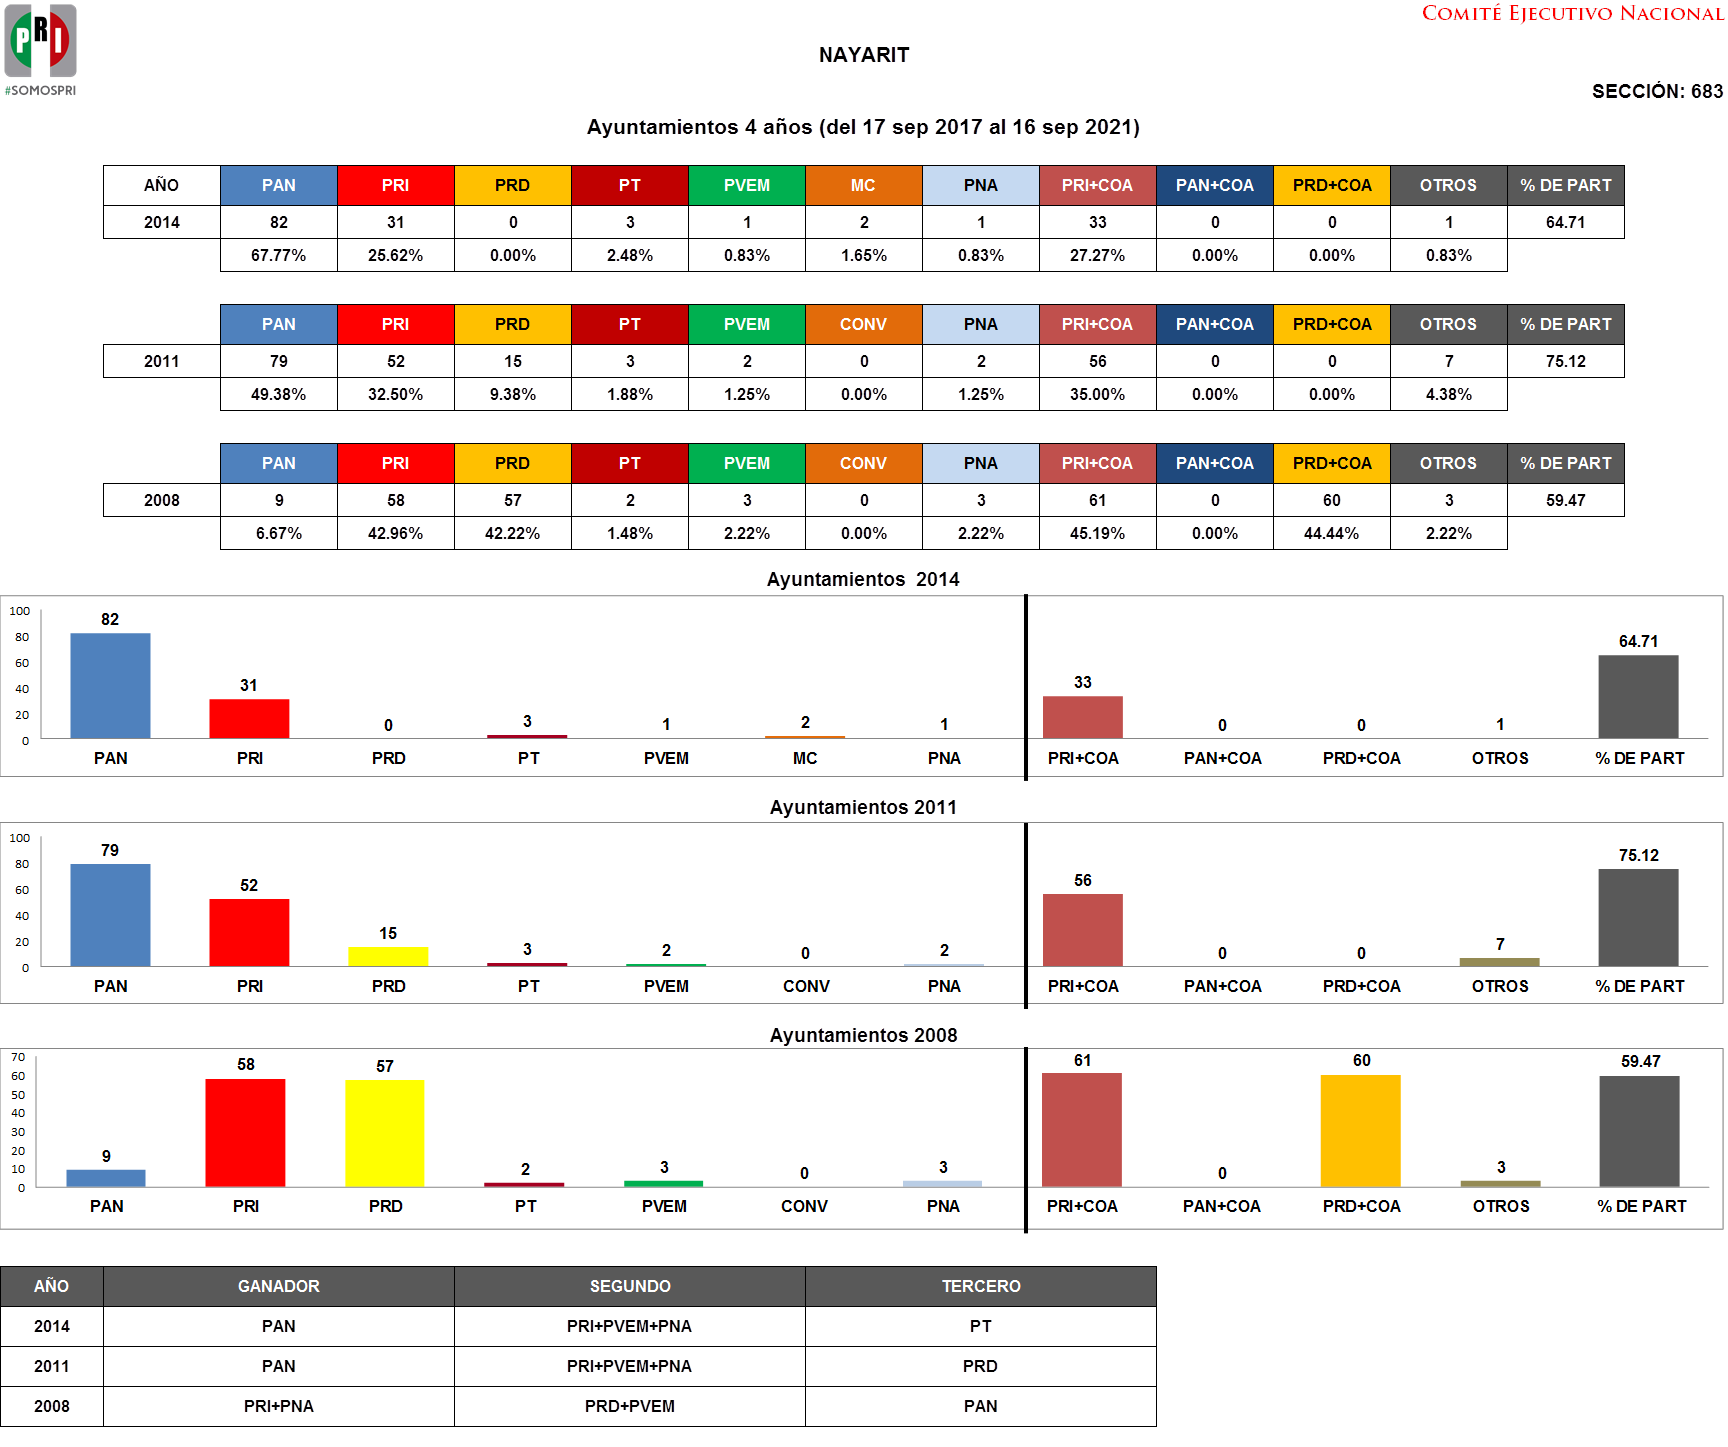 COMITÉ EJECUTIVO NACIONAL
PRI
#SOMOSPRI
NAYARIT
SECCIÓN: 683
Ayuntamientos 4 años (del 17 sep 2017 al 16 sep 2021)
AÑO PAN PRI PRD PT PVEM MC PNA PRI+COA PAN+COA PRD+COA OTROS % DE PART
2014 82 31 0 3 1 2 1 33 0 0 1 64.71
67.77% 25.62% 0.00% 2.48% 0.83% 1.65% 0.83% 27.27% 0.00% 0.00% 0.83%
PAN PRI PRD PT PVEM CONV PNA PRI+COA PAN+COA PRD+COA OTROS % DE PART
2011 79 52 15 3 2 0 2 56 0 0 7 75.12
49.38% 32.50% 9.38% 1.88% 1.25% 0.00% 1.25% 35.00% 0.00% 0.00% 4.38%
PAN PRI PRD PT PVEM CONV PNA PRI+COA PAN+COA PRD+COA OTROS % DE PART
2008 9 58 57 2 3 0 3 61 0 60 3 59.47
6.67% 42.96% 42.22% 1.48% 2.22% 0.00% 2.22% 45.19% 0.00% 44.44% 2.22%
Ayuntamientos 2014
100
80
60
40
20
0
82 31 0 3 1 2 1 33 0 0 1 64.71
PAN PRI PRD PT PVEM MC PNA PRI+COA PAN+COA PRD+COA OTROS % DE PART
Ayuntamientos 2011
100
80
60
40
20
0
79 52 15 3 2 0 2 56 0 0 7 75.12
PAN PRI PRD PT PVEM CONV PNA PRI+COA PAN+COA PRD+COA OTROS % DE PART
Ayuntamientos 2008
70
60
50
40
30
20
10
0
9 58 57 2 3 0 3 61 0 60 3 59.47
PAN PRI PRD PT PVEM CONV PNA PRI+COA PAN+COA PRD+COA OTROS % DE PART
AÑO GANADOR SEGUNDO TERCERO
2014 PAN PRI+PVEM+PNA PT
2011 PAN PRI+PVEM+PNA PRD
2008 PRI+PNA PRD+PVEM PAN